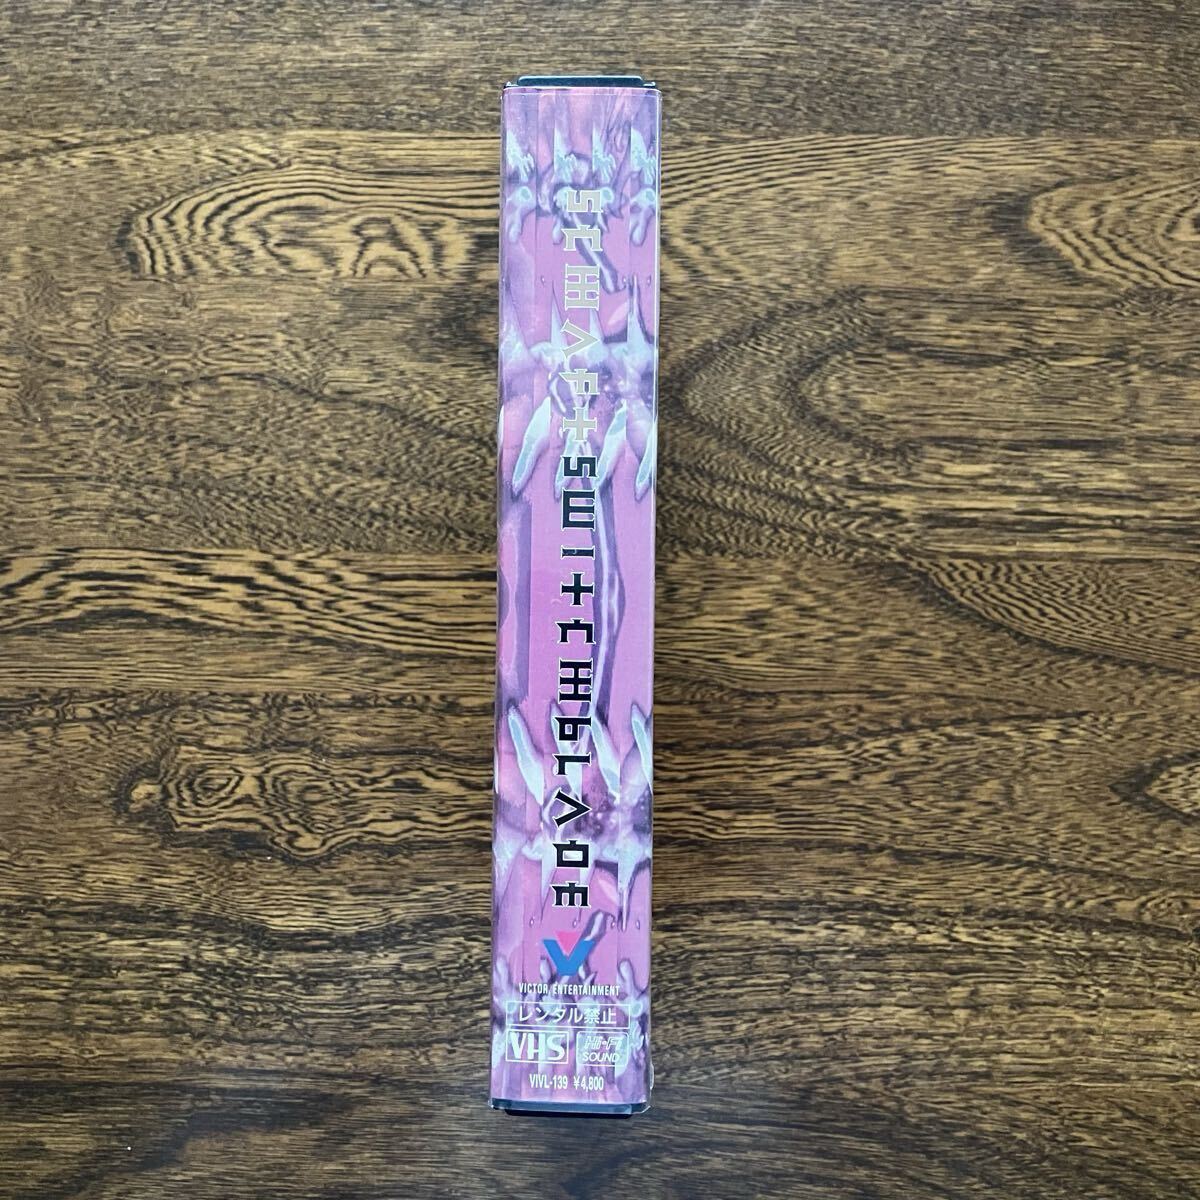 SCHAFT SWITCHBLADE
V
VICTOR ENTERTAINMENT
レンタル禁止
VHS Hi-Fi SOUND
VIVL-139 ¥4,800